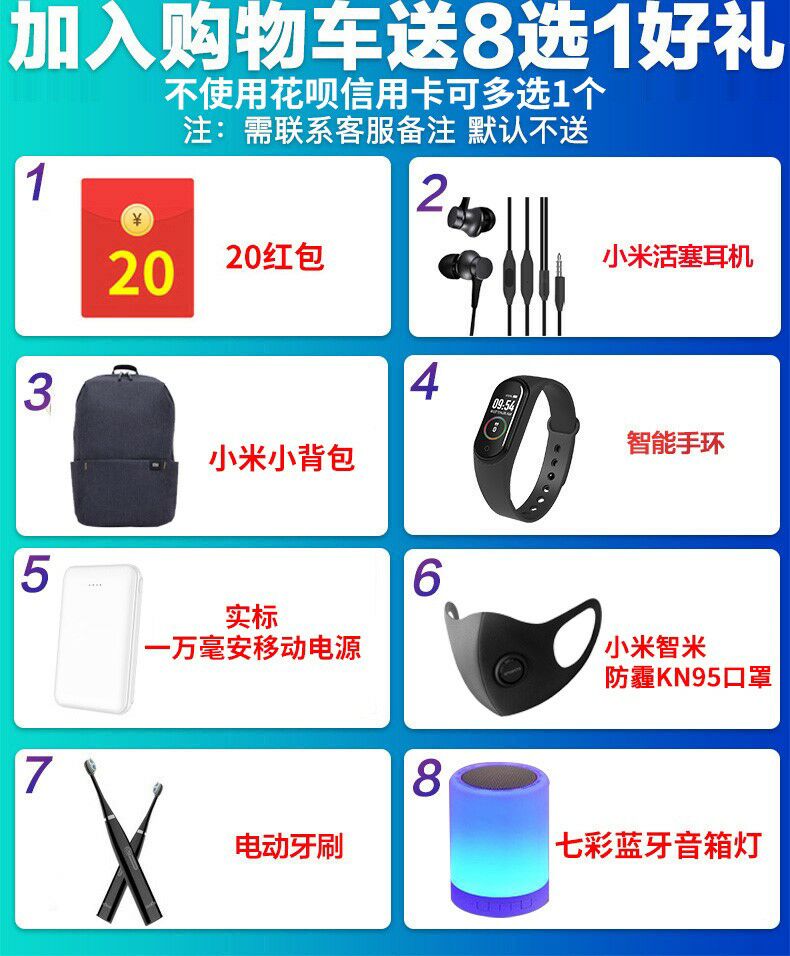 加入购物车送8选1好礼
不使用花呗信用卡可多选1个
注：需联系客服备注 默认不送
1
¥
20
20红包
2
小米活塞耳机
3
小米小背包
4
09:54
智能手环
5
实标
一万毫安移动电源
6
小米智米
防霾KN95口罩
7
电动牙刷
8
七彩蓝牙音箱灯